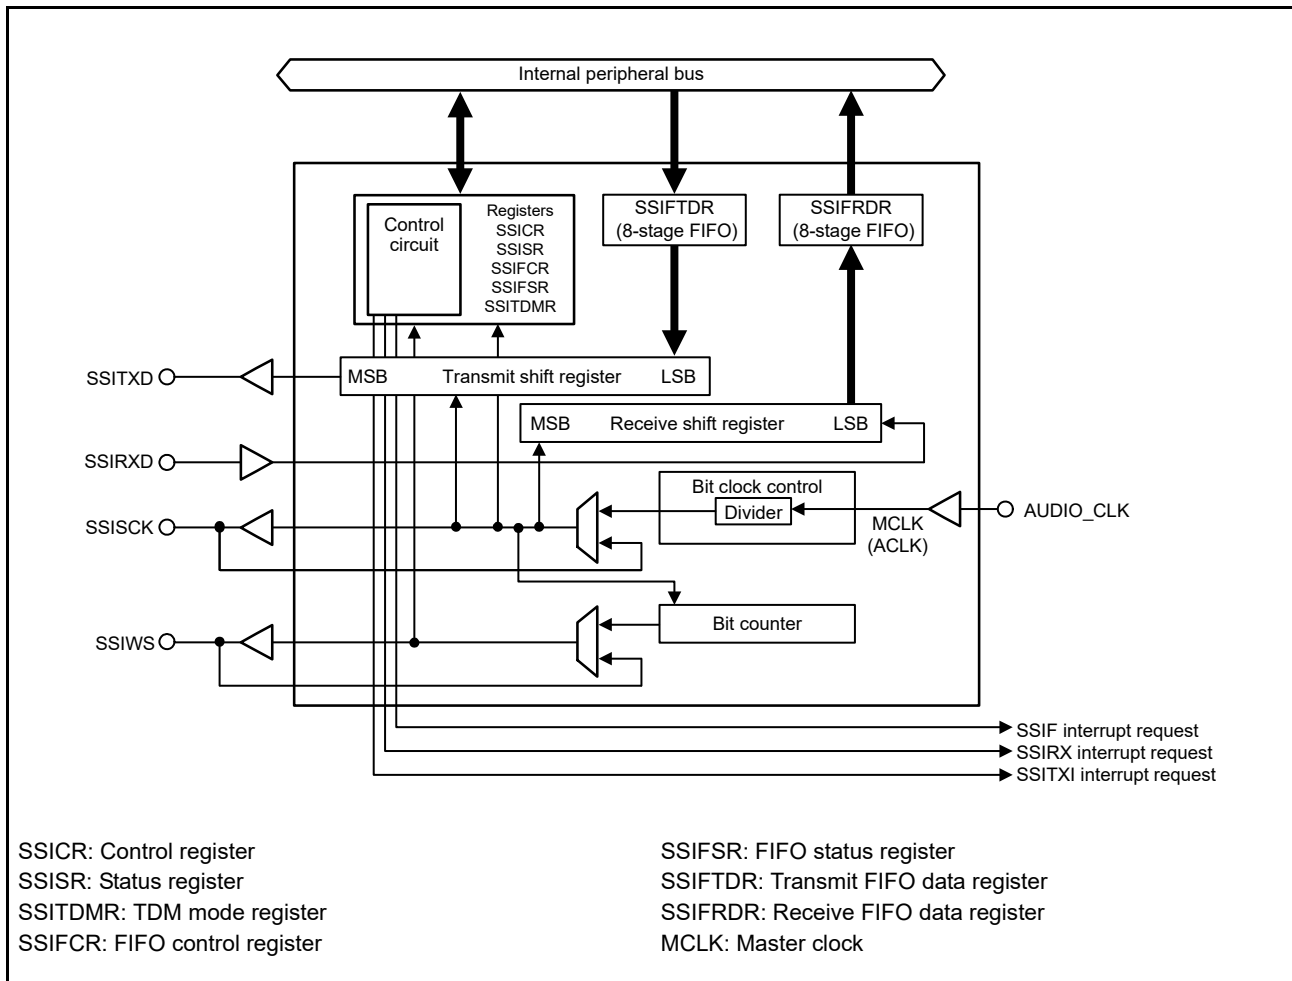 Internal peripheral bus
Control
circuit
Registers
SSICR
SSISR
SSIFCR
SSIFSR
SSITDMR
SSIFTDR
(8-stage FIFO)
SSIFRDR
(8-stage FIFO)
SSITXD
MSB Transmit shift register LSB
MSB Receive shift register LSB
SSIRXD
Bit clock control
Divider
SSISCK
MCLK
(ACLK)
AUDIO_CLK
Bit counter
SSIWS
SSIF interrupt request
SSIRX interrupt request
SSITXI interrupt request
SSICR: Control register
SSISR: Status register
SSITDMR: TDM mode register
SSIFCR: FIFO control register
SSIFSR: FIFO status register
SSIFTDR: Transmit FIFO data register
SSIFRDR: Receive FIFO data register
MCLK: Master clock